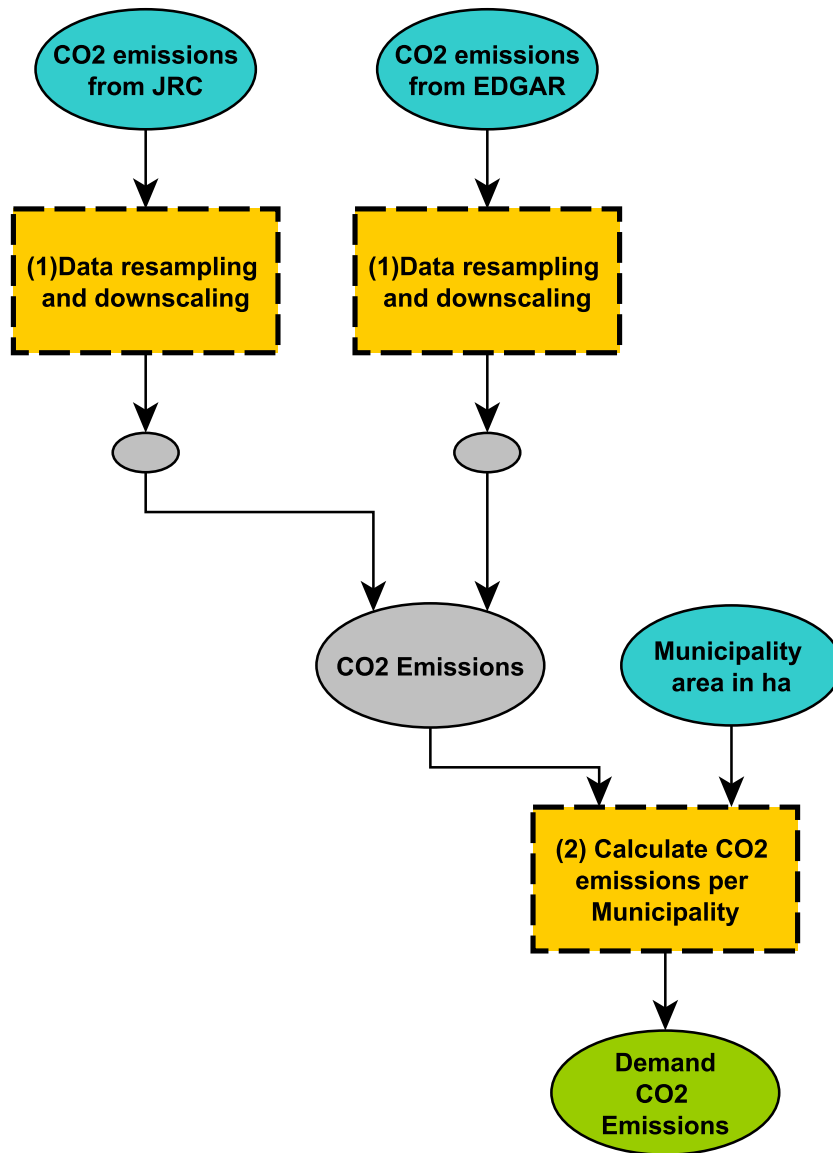 CO2 emissions
from JRC
CO2 emissions
from EDGAR
(1)Data resampling
and downscaling
(1)Data resampling
and downscaling
CO2 Emissions
Municipality
area in ha
(2) Calculate CO2
emissions per
Municipality
Demand
CO2
Emissions